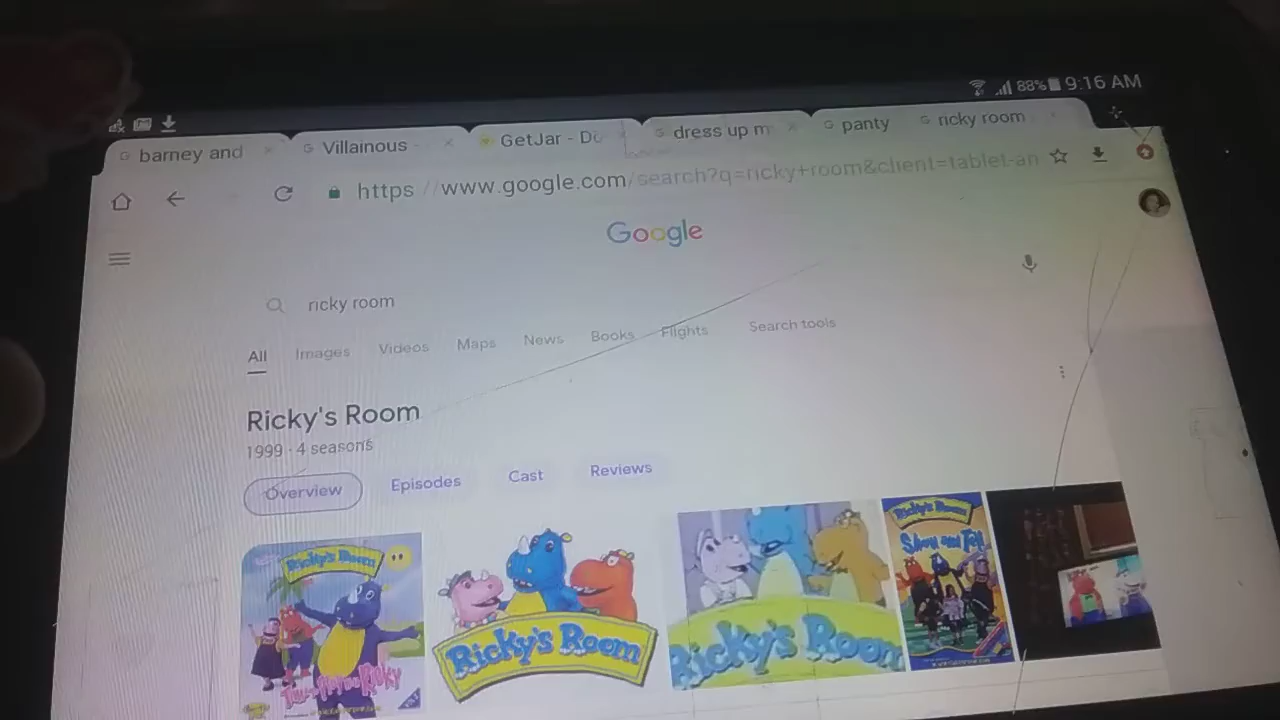 88% 9:16 AM
barney and
Villainous -
GetJar - Do
dress up m
panty
ricky room
https://www.google.com/search?q=ricky+room&client=tablet-an
Google
ricky room
All Images Videos Maps News Books Flights Search tools
Ricky's Room
1999 · 4 seasons
Overview Episodes Cast Reviews
Ricky's Room
RICKY
Ricky's Room
Ricky's Room
Ricky's Room
Show and Tell